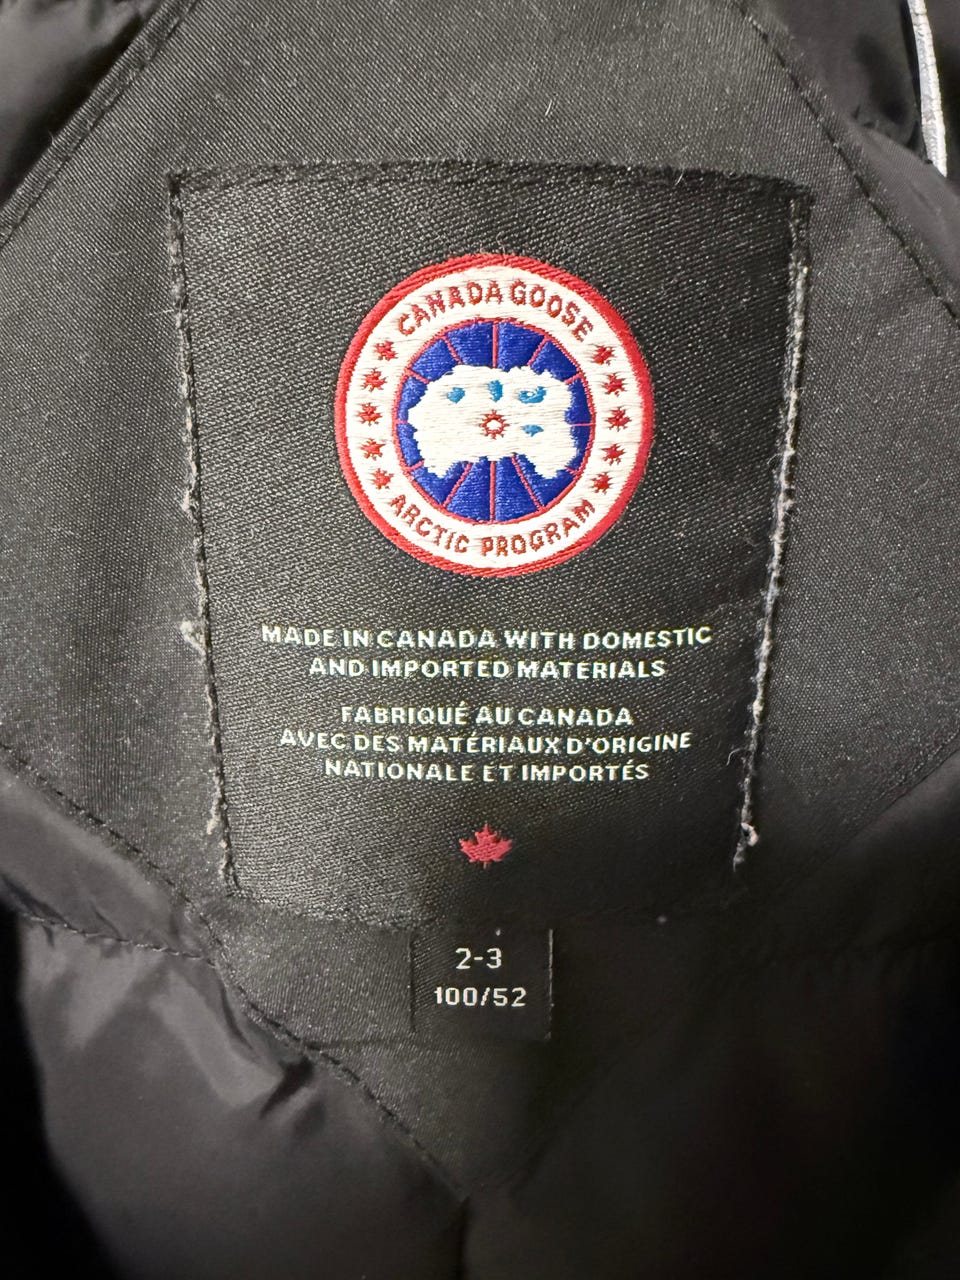 CANADA GOOSE
ARCTIC PROGRAM
MADE IN CANADA WITH DOMESTIC
AND IMPORTED MATERIALS
FABRIQUÉ AU CANADA
AVEC DES MATÉRIAUX D'ORIGINE
NATIONALE ET IMPORTÉS
2-3
100/52